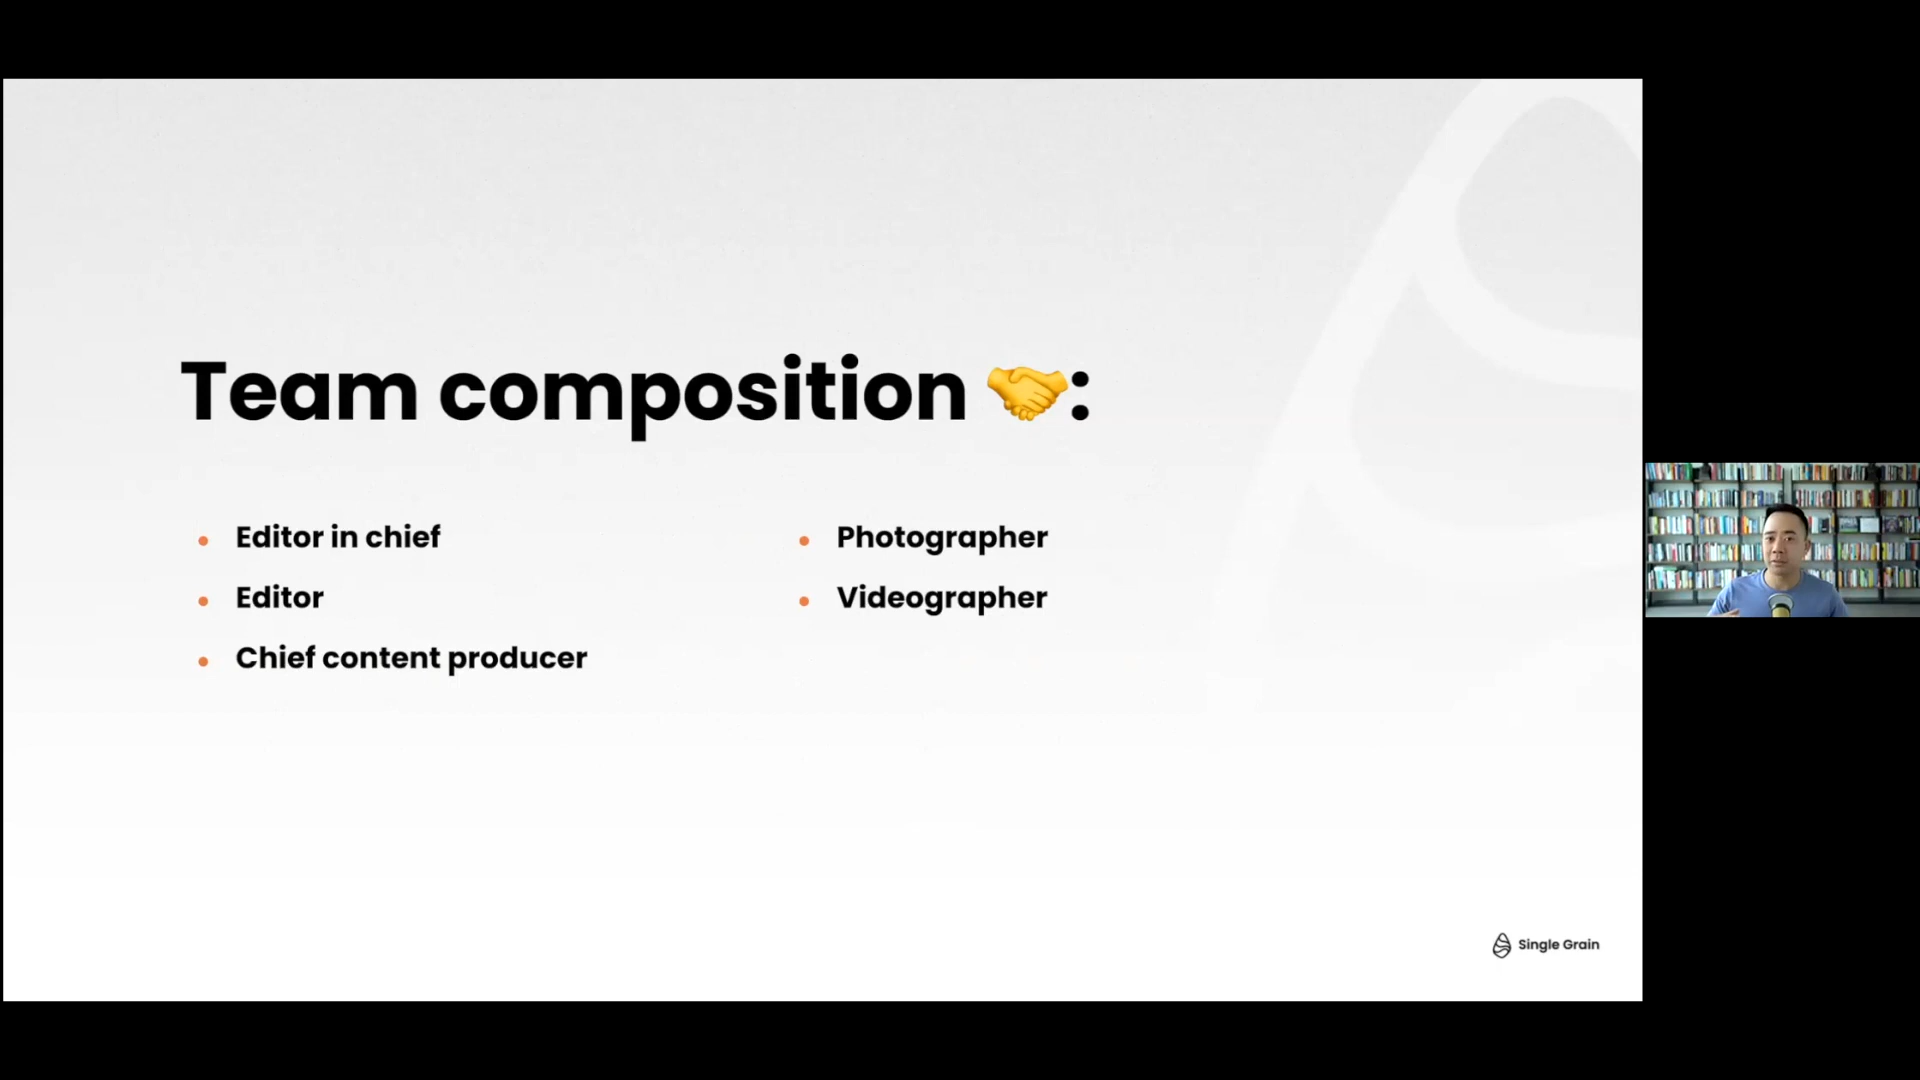 Team composition 🤝:
Editor in chief
Editor
Chief content producer
Photographer
Videographer
Single Grain